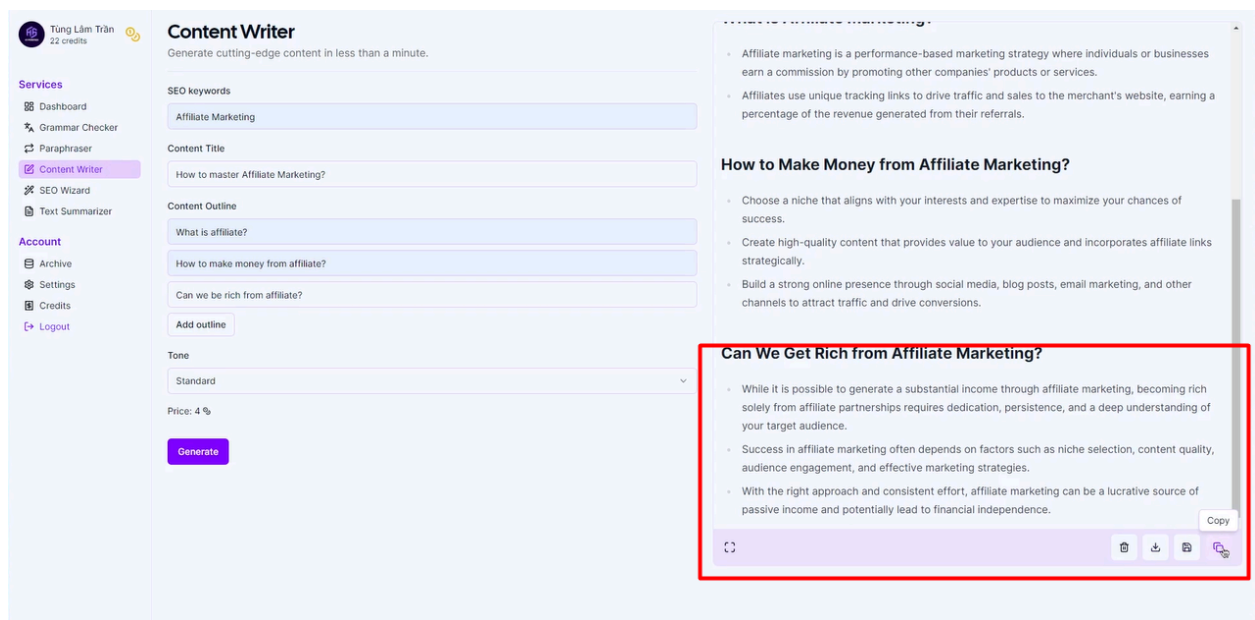 Tùng Lâm Trần
22 credits
Services
Dashboard
Grammar Checker
Paraphraser
Content Writer
SEO Wizard
Text Summarizer
Account
Archive
Settings
Credits
Logout
Content Writer
Generate cutting-edge content in less than a minute.
SEO keywords
Affiliate Marketing
Content Title
How to master Affiliate Marketing?
Content Outline
What is affiliate?
How to make money from affiliate?
Can we be rich from affiliate?
Add outline
Tone
Standard
Price: 4
Generate
What is Affiliate Marketing?
Affiliate marketing is a performance-based marketing strategy where individuals or businesses
earn a commission by promoting other companies' products or services.
Affiliates use unique tracking links to drive traffic and sales to the merchant's website, earning a
percentage of the revenue generated from their referrals.
How to Make Money from Affiliate Marketing?
Choose a niche that aligns with your interests and expertise to maximize your chances of
success.
Create high-quality content that provides value to your audience and incorporates affiliate links
strategically.
Build a strong online presence through social media, blog posts, email marketing, and other
channels to attract traffic and drive conversions.
Can We Get Rich from Affiliate Marketing?
While it is possible to generate a substantial income through affiliate marketing, becoming rich
solely from affiliate partnerships requires dedication, persistence, and a deep understanding of
your target audience.
Success in affiliate marketing often depends on factors such as niche selection, content quality,
audience engagement, and effective marketing strategies.
With the right approach and consistent effort, affiliate marketing can be a lucrative source of
passive income and potentially lead to financial independence.
Copy